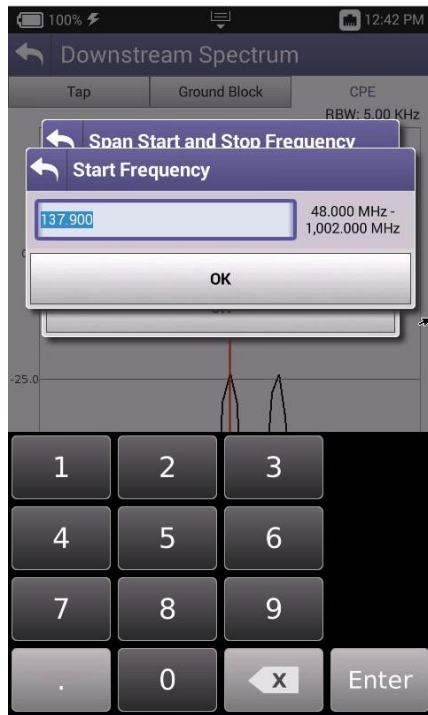 100% 12:42 PM
Downstream Spectrum
Tap Ground Block CPE
RBW: 5.00 KHz
Span Start and Stop Frequency
Start Frequency
137.900
48.000 MHz -
1,002.000 MHz
OK
-25.0
1 2 3
4 5 6
7 8 9
. 0 X Enter